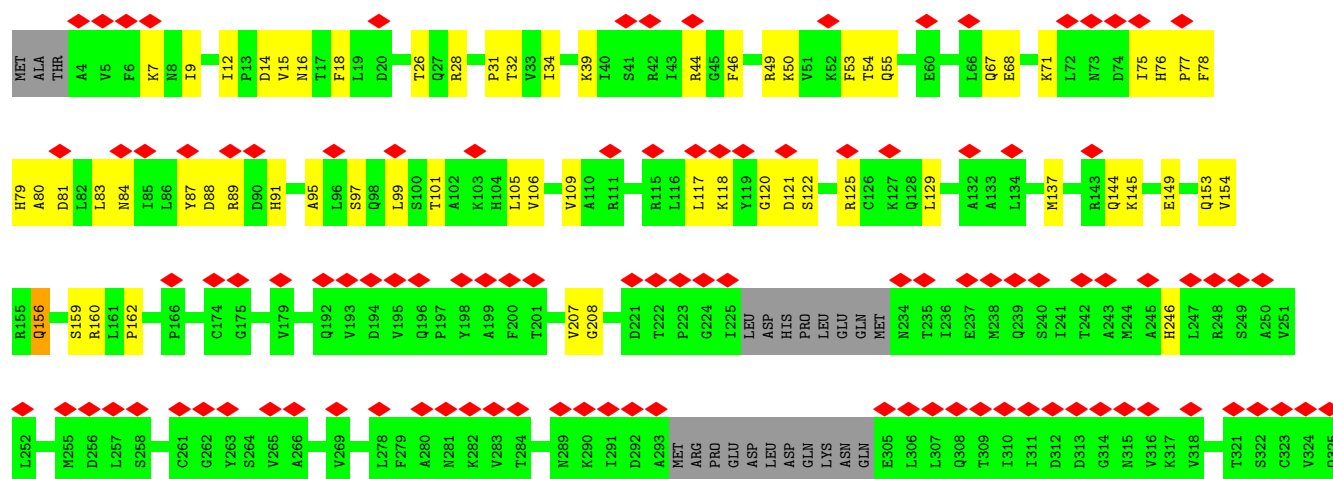 MET ALA THR A4 V5 F6 K7 N8 I9 I12 P13 D14 V15 N16 T17 F18 L19 D20 T26 Q27 R28 P31 T32 V33 I34 K39 I40 S41 R42 I43 R44 G45 F46 R49 K50 V51 K52 F53 T54 Q55 E60 L66 Q67 E68 K71 L72 N73 D74 I75 H76 P77 F78
H79 A80 D81 L82 L83 N84 I85 L86 Y87 D88 R89 D90 H91 A95 L96 S97 Q98 L99 S100 T101 A102 K103 H104 L105 V106 V109 A110 R111 R115 L116 L117 K118 Y119 G120 D121 S122 R125 C126 K127 Q128 L129 A132 A133 L134 M137 R143 Q144 K145 E149 Q153 V154
R155 Q156 S159 R160 L161 P162 P166 C174 G175 V179 Q192 V193 D194 V195 Q196 P197 Y198 A199 F200 T201 V207 G208 D221 T222 P223 G224 I225 LEU ASP HIS PRO LEU GLU GLN MET N234 T235 I236 E237 M238 Q239 S240 I241 T242 A243 M244 A245 H246 L247 R248 S249 A250 V251
L252 M255 D256 L257 S258 C261 G262 Y263 S264 V265 A266 V269 L278 F279 A280 N281 K282 V283 T284 N289 K290 I291 D292 A293 MET ARG PRO GLU ASP LEU ASP GLN LYS ASN GLN E305 L306 L307 Q308 T309 I310 I311 D312 D313 G314 N315 V316 K317 V318 T321 S322 C323 V324